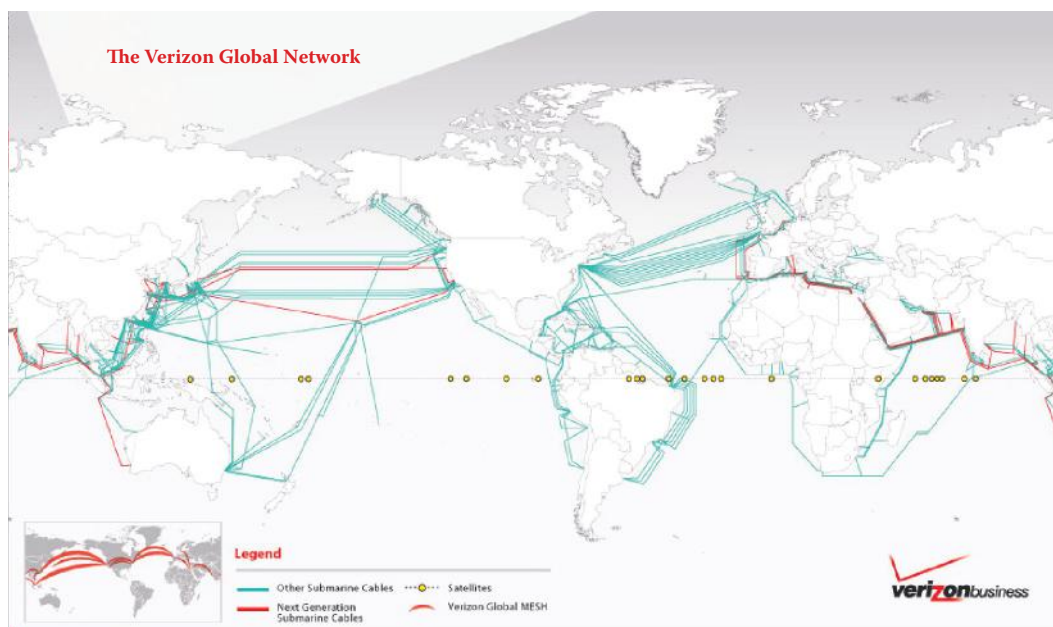 The Verizon Global Network
Legend
Other Submarine Cables
Satellites
Next Generation
Submarine Cables
Verizon Global MESH
verizonbusiness